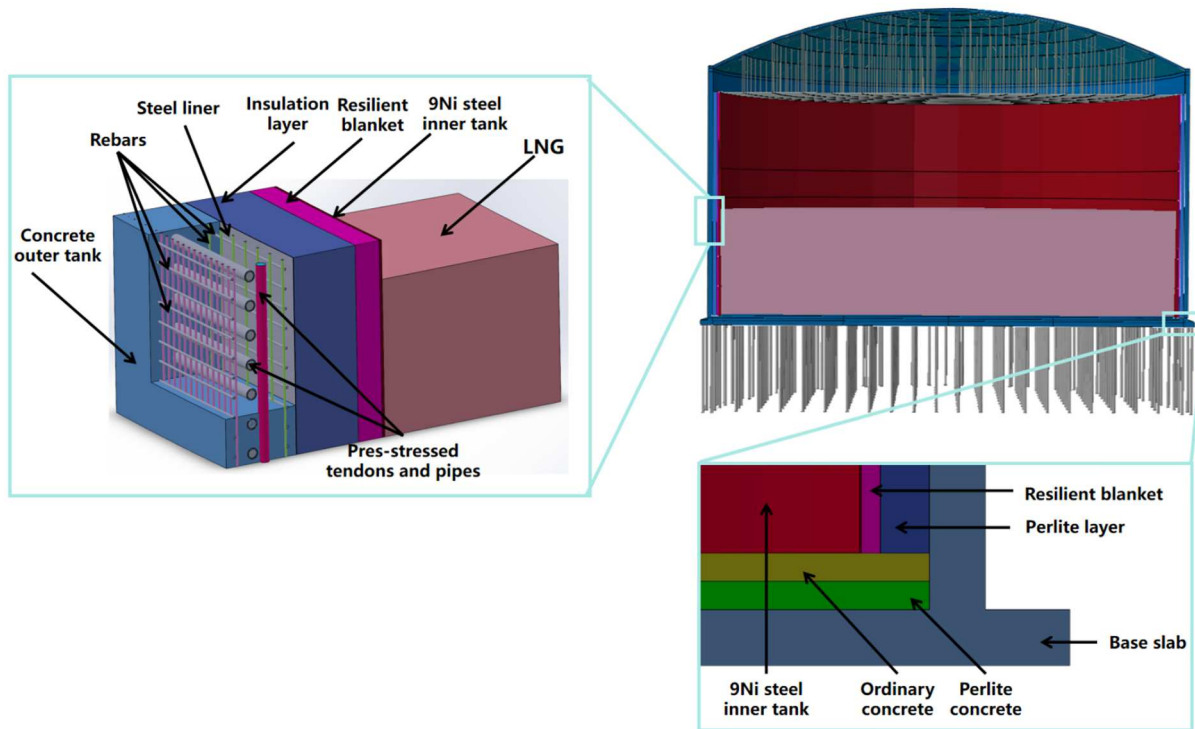 Steel liner
Insulation
layer
Resilient
blanket
9Ni steel
inner tank
Rebars
LNG
Concrete
outer tank
Pres-stressed
tendons and pipes
Resilient blanket
Perlite layer
Base slab
9Ni steel
inner tank
Ordinary
concrete
Perlite
concrete